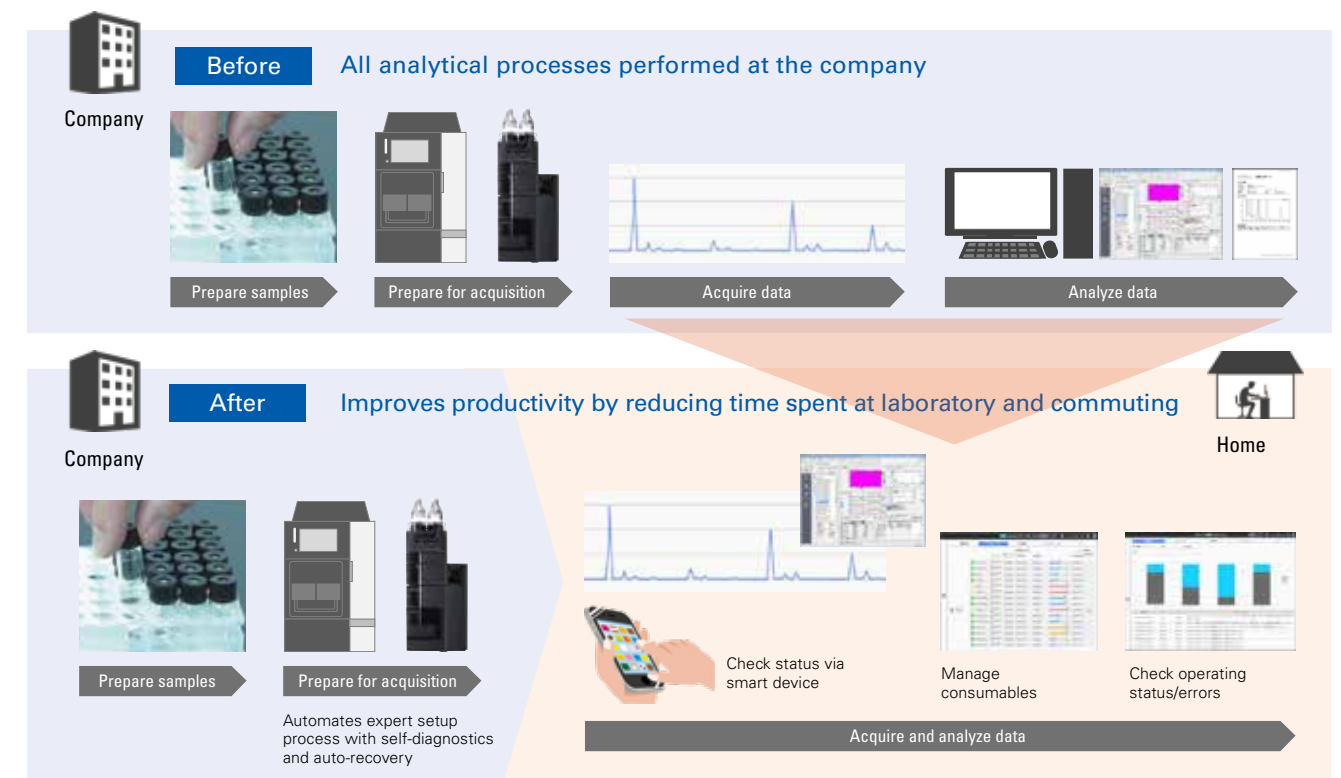 Before
All analytical processes performed at the company
Company
Prepare samples
Prepare for acquisition
Acquire data
Analyze data
After
Improves productivity by reducing time spent at laboratory and commuting
Company
Home
Prepare samples
Prepare for acquisition
Automates expert setup
process with self-diagnostics
and auto-recovery
Check status via
smart device
Manage
consumables
Check operating
status/errors
Acquire and analyze data